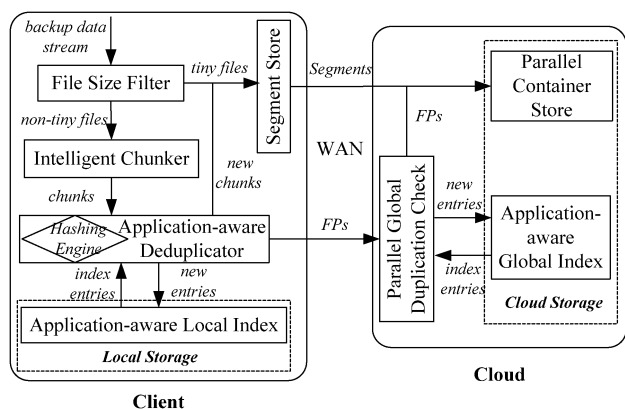 backup data
stream
tiny files
File Size Filter
Segment Store
Segments
Parallel
Container
Store
non-tiny files
FPs
Intelligent Chunker
new
chunks
WAN
chunks
Hashing
Engine
Application-aware
Deduplicator
FPs
Parallel Global
Duplication Check
new
entries
Application-
aware
Global Index
index
entries
index
entries
new
entries
Cloud Storage
Application-aware Local Index
Local Storage
Client
Cloud